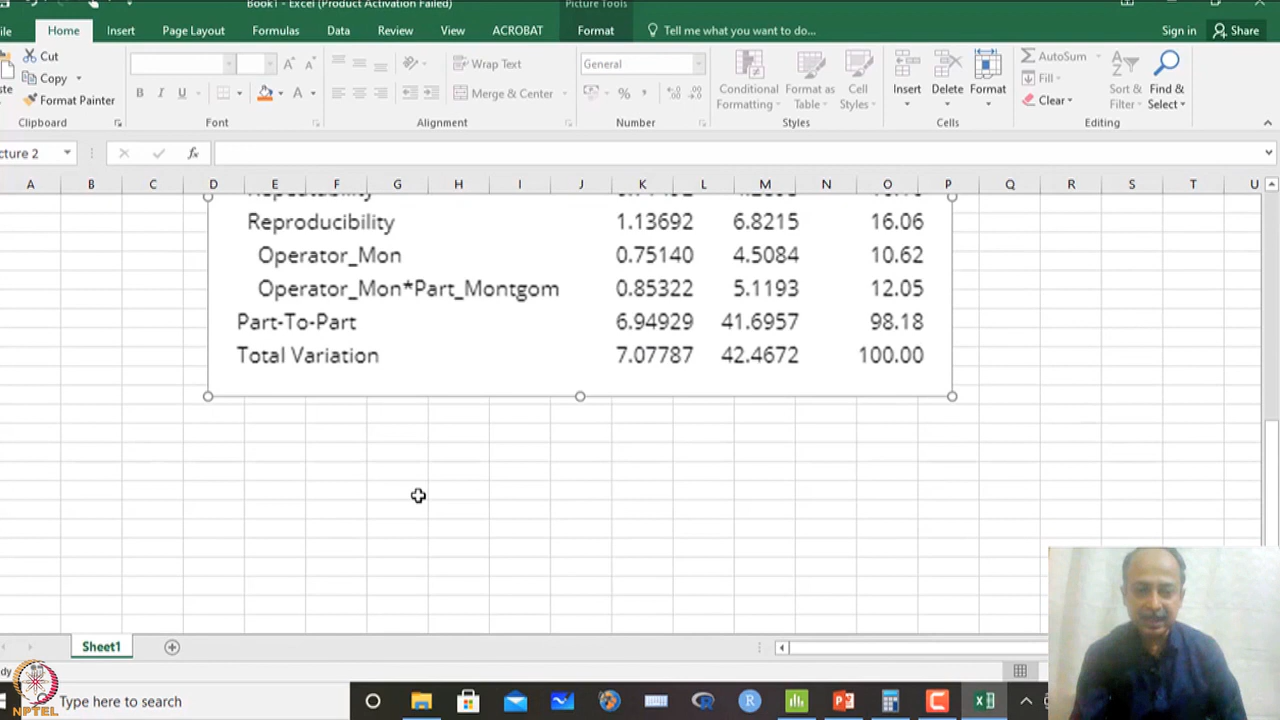 Book1 - Excel (Product Activation Failed)
Picture Tools
Home Insert Page Layout Formulas Data Review View ACROBAT Format Tell me what you want to do... Sign in Share
Cut
Copy
Format Painter
Clipboard
B I U
Font
Wrap Text
Merge & Center
Alignment
General
%
Number
Conditional Formatting
Format as Table
Cell Styles
Styles
Insert Delete Format
Cells
AutoSum
Fill
Clear
Sort & Filter
Find & Select
Editing
cture 2
fx
A B C D E F G H I J K L M N O P Q R S T U
Reproducibility 1.13692 6.8215 16.06
Operator_Mon 0.75140 4.5084 10.62
Operator_Mon*Part_Montgom 0.85322 5.1193 12.05
Part-To-Part 6.94929 41.6957 98.18
Total Variation 7.07787 42.4672 100.00
Sheet1
dy
NPTEL
Type here to search